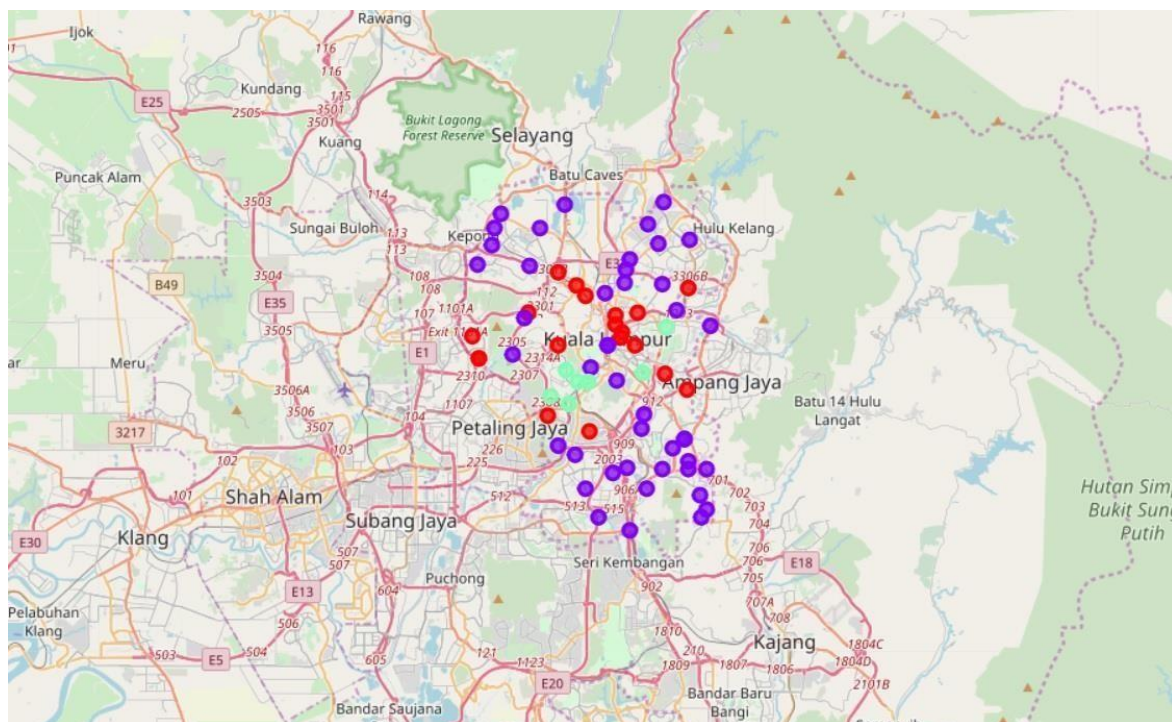 Rawang
Ijok
116
116
Kundang
E25
2505
3501
115
3501
Kuang
Bukit Lagong
Forest Reserve
Selayang
Batu Caves
Puncak Alam
114
3503
Sungai Buloh
113
113
Kepong
Hulu Kelang
108
108
3306B
B49
3504
112
E35
107
1101A
2301
3505
2305
Kuala Lumpur
E1
2314A
Meru
2310
2307
Ampang Jaya
3506A
1107
3506
912
Batu 14 Hulu
Langat
104
3217
3507
Petaling Jaya
102
103
226
909
225
2003
101
Shah Alam
512
906
701
702
Hutan Sim
Bukit Sun
Putih
513
515
703
Klang
Subang Jaya
704
E30
507
706
Seri Kembangan
E18
507
Puchong
705
E13
604
902
706
Pelabuhan
Klang
506
707A
708
1810
Kajang
1804C
503
E5
605
121
1123
210
1807
1806
1804D
1809
2101B
E20
Bandar Saujana
Bandar Baru
Bangi